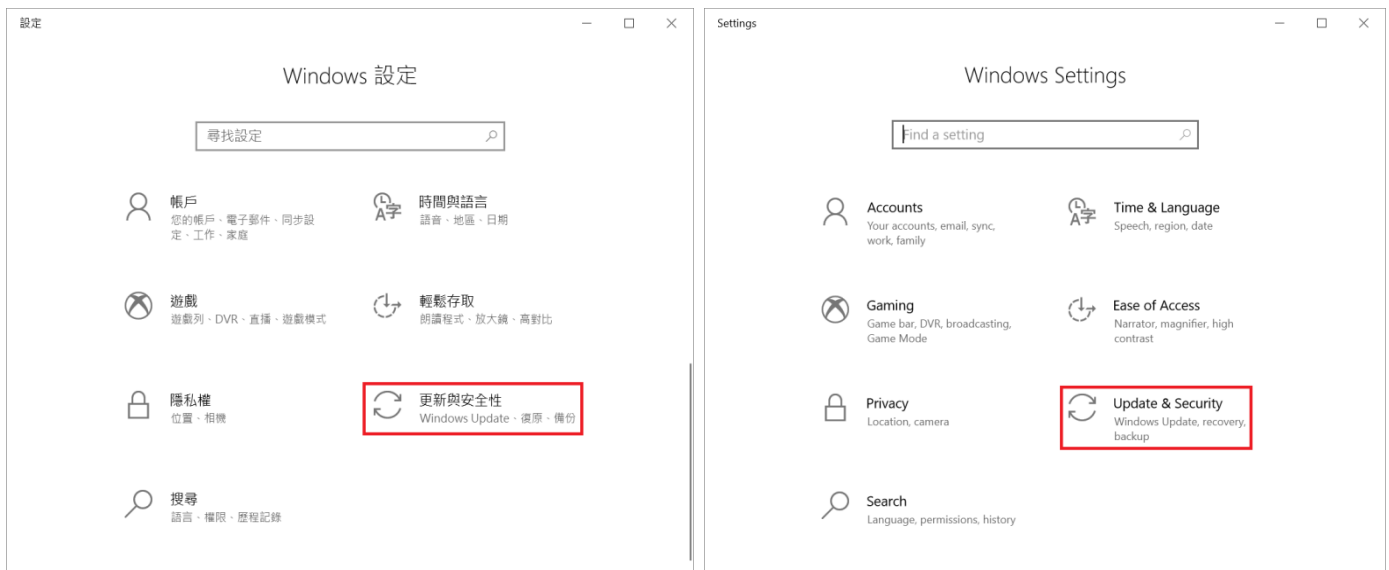 設定
Windows 設定
尋找設定
帳戶
您的帳戶、電子郵件、同步設
定、工作、家庭
時間與語言
語音、地區、日期
遊戲
遊戲列、DVR、直播、遊戲模式
輕鬆存取
朗讀程式、放大鏡、高對比
隱私權
位置、相機
更新與安全性
Windows Update、復原、備份
搜尋
語言、權限、歷程記錄
Settings
Windows Settings
Find a setting
Accounts
Your accounts, email, sync,
work, family
Time & Language
Speech, region, date
Gaming
Game bar, DVR, broadcasting,
Game Mode
Ease of Access
Narrator, magnifier, high
contrast
Privacy
Location, camera
Update & Security
Windows Update, recovery,
backup
Search
Language, permissions, history